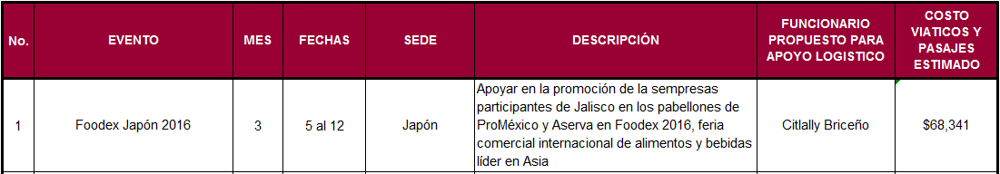 No.
EVENTO
MES
FECHAS
SEDE
DESCRIPCIÓN
FUNCIONARIO
PROPUESTO PARA
APOYO LOGISTICO
COSTO
VIATICOS Y
PASAJES
ESTIMADO
1
Foodex Japón 2016
3
5 al 12
Japón
Apoyar en la promoción de la sempresas
participantes de Jalisco en los pabellones de
ProMéxico y Aserva en Foodex 2016, feria
comercial internacional de alimentos y bebidas
líder en Asia
Citlally Briceño
$68,341